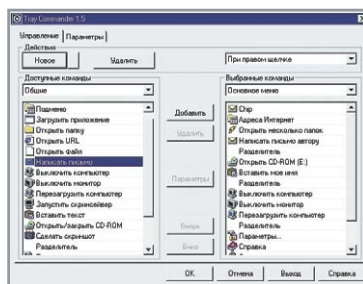 Tray Commander 1.5
Управление Параметры
Действия
Новое Удалить При правом щелчке
Доступные команды Выбранные команды
Общие Основное меню
Подменю
Загрузить приложение
Открыть папку
Открыть URL
Открыть файл
Написать письмо
Выключить компьютер
Выключить монитор
Перезагрузить компьютер
Запустить скринсейвер
Вставить текст
Открыть/закрыть CD-ROM
Сделать скриншот
Разделитель
Добавить
Удалить
Параметры
Вверх
Вниз
Chip
Адреса Интернет
Открыть несколько папок
Написать письмо автору
Разделитель
Открыть CD-ROM (E:)
Вставить мое имя
Разделитель
Выключить компьютер
Выключить монитор
Перезагрузить компьютер
Разделитель
Параметры...
Справка
OK Отмена Выход Справка